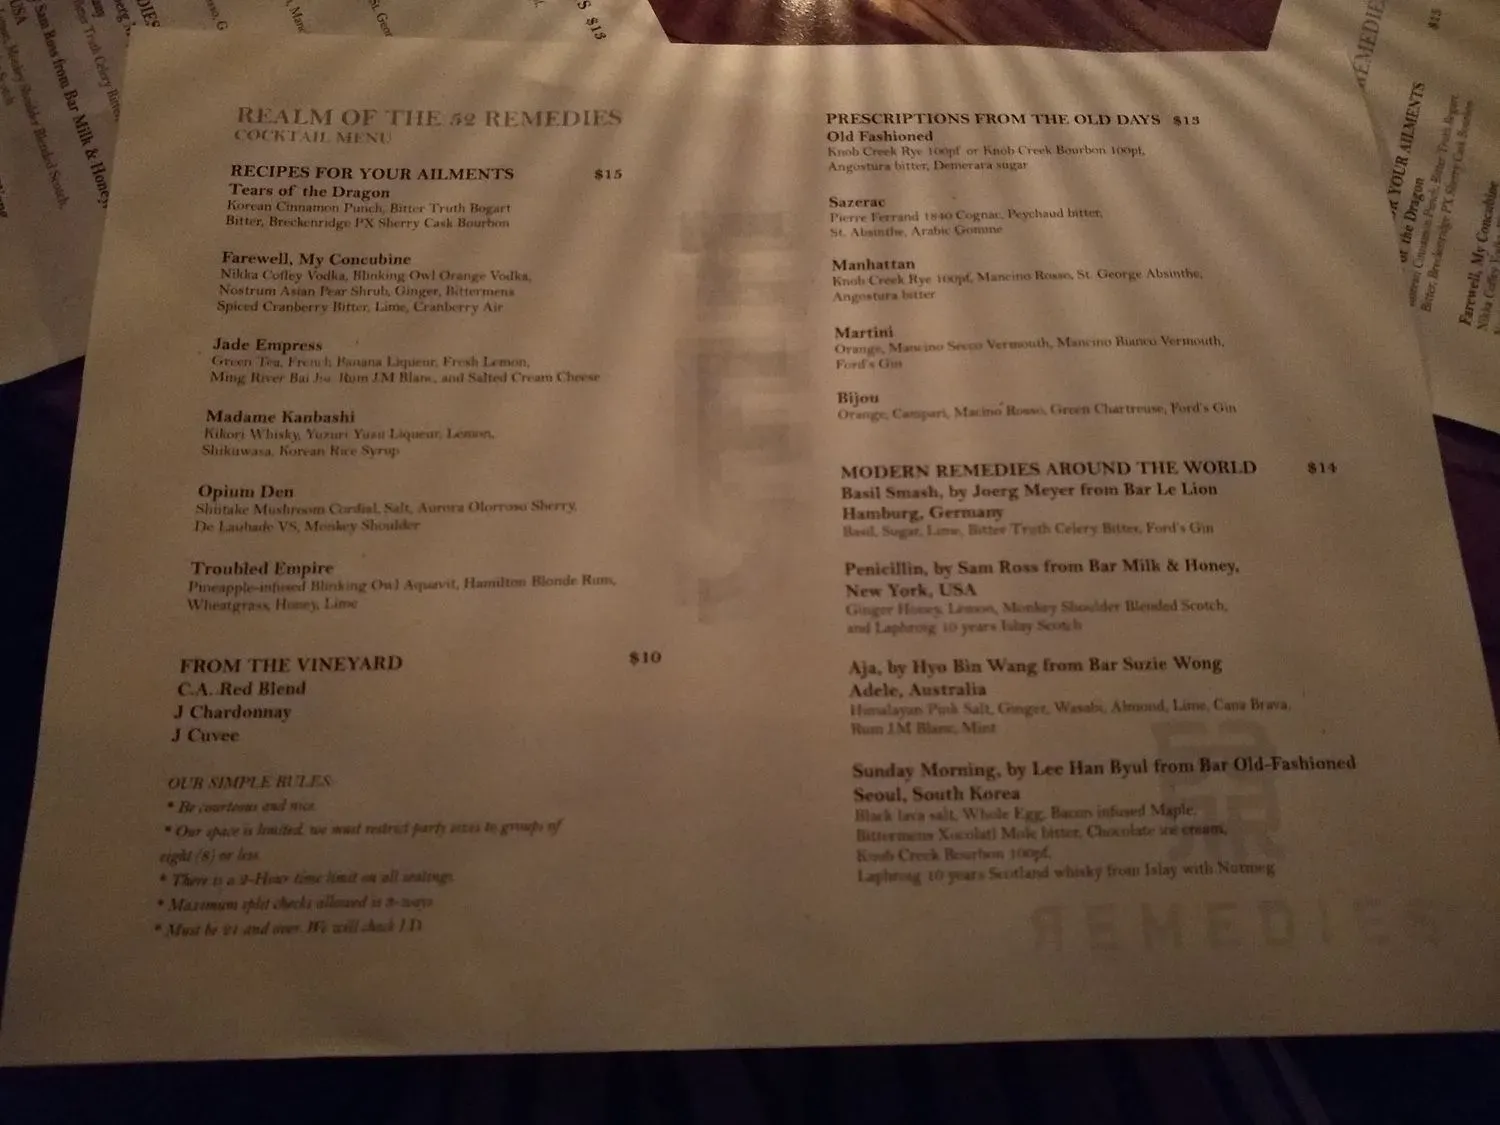 REALM OF THE 52 REMEDIES
COCKTAIL MENU
RECIPES FOR YOUR AILMENTS $15
Tears of the Dragon
Korean Cinnamon Punch, Bitter Truth Bogart
Bitter, Breckenridge PX Sherry Cask Bourbon
Farewell, My Concubine
Nikka Coffey Vodka, Blinking Owl Orange Vodka,
Nostrum Asian Pear Shrub, Ginger, Bittermens
Spiced Cranberry Bitter, Lime, Cranberry Air
Jade Empress
Green Tea, French Banana Liqueur, Fresh Lemon,
Ming River Bai Jiu, Rum J.M Blanc, and Salted Cream Cheese
Madame Kanbashi
Kikori Whisky, Yuzuri Yuzu Liqueur, Lemon,
Shikuwasa, Korean Rice Syrup
Opium Den
Shiitake Mushroom Cordial, Salt, Aurora Olorroso Sherry,
De Laubade VS, Monkey Shoulder
Troubled Empire
Pineapple-infused Blinking Owl Aquavit, Hamilton Blonde Rum,
Wheatgrass, Honey, Lime
FROM THE VINEYARD $10
C.A. Red Blend
J Chardonnay
J Cuvee
OUR SIMPLE RULES:
* Be courteous and nice.
* Our space is limited, we must restrict party sizes to groups of
eight (8) or less.
* There is a 2-Hour time limit on all seatings.
* Maximum split checks allowed is 2-ways
* Must be 21 and over. We will check I.D.
PRESCRIPTIONS FROM THE OLD DAYS $13
Old Fashioned
Knob Creek Rye 100pf or Knob Creek Bourbon 100pf,
Angostura bitter, Demerara sugar
Sazerac
Pierre Ferrand 1840 Cognac, Peychaud bitter,
St. Absinthe, Arabic Gomme
Manhattan
Knob Creek Rye 100pf, Mancino Rosso, St. George Absinthe,
Angostura bitter
Martini
Orange, Mancino Secco Vermouth, Mancino Bianco Vermouth,
Ford's Gin
Bijou
Orange, Campari, Macino Rosso, Green Chartreuse, Ford's Gin
MODERN REMEDIES AROUND THE WORLD $14
Basil Smash, by Joerg Meyer from Bar Le Lion
Hamburg, Germany
Basil, Sugar, Lime, Bitter Truth Celery Bitter, Ford's Gin
Penicillin, by Sam Ross from Bar Milk & Honey,
New York, USA
Ginger Honey, Lemon, Monkey Shoulder Blended Scotch,
and Laphroig 10 years Islay Scotch
Aja, by Hyo Bin Wang from Bar Suzie Wong
Adele, Australia
Himalayan Pink Salt, Ginger, Wasabi, Almond, Lime, Cana Brava,
Rum J.M Blanc, Mint
Sunday Morning, by Lee Han Byul from Bar Old-Fashioned
Seoul, South Korea
Black lava salt, Whole Egg, Bacon infused Maple,
Bittermens Xocolatl Mole bitter, Chocolate ice cream,
Knob Creek Bourbon 100pf,
Laphroig 10 years Scotland whisky from Islay with Nutmeg
REMEDIES